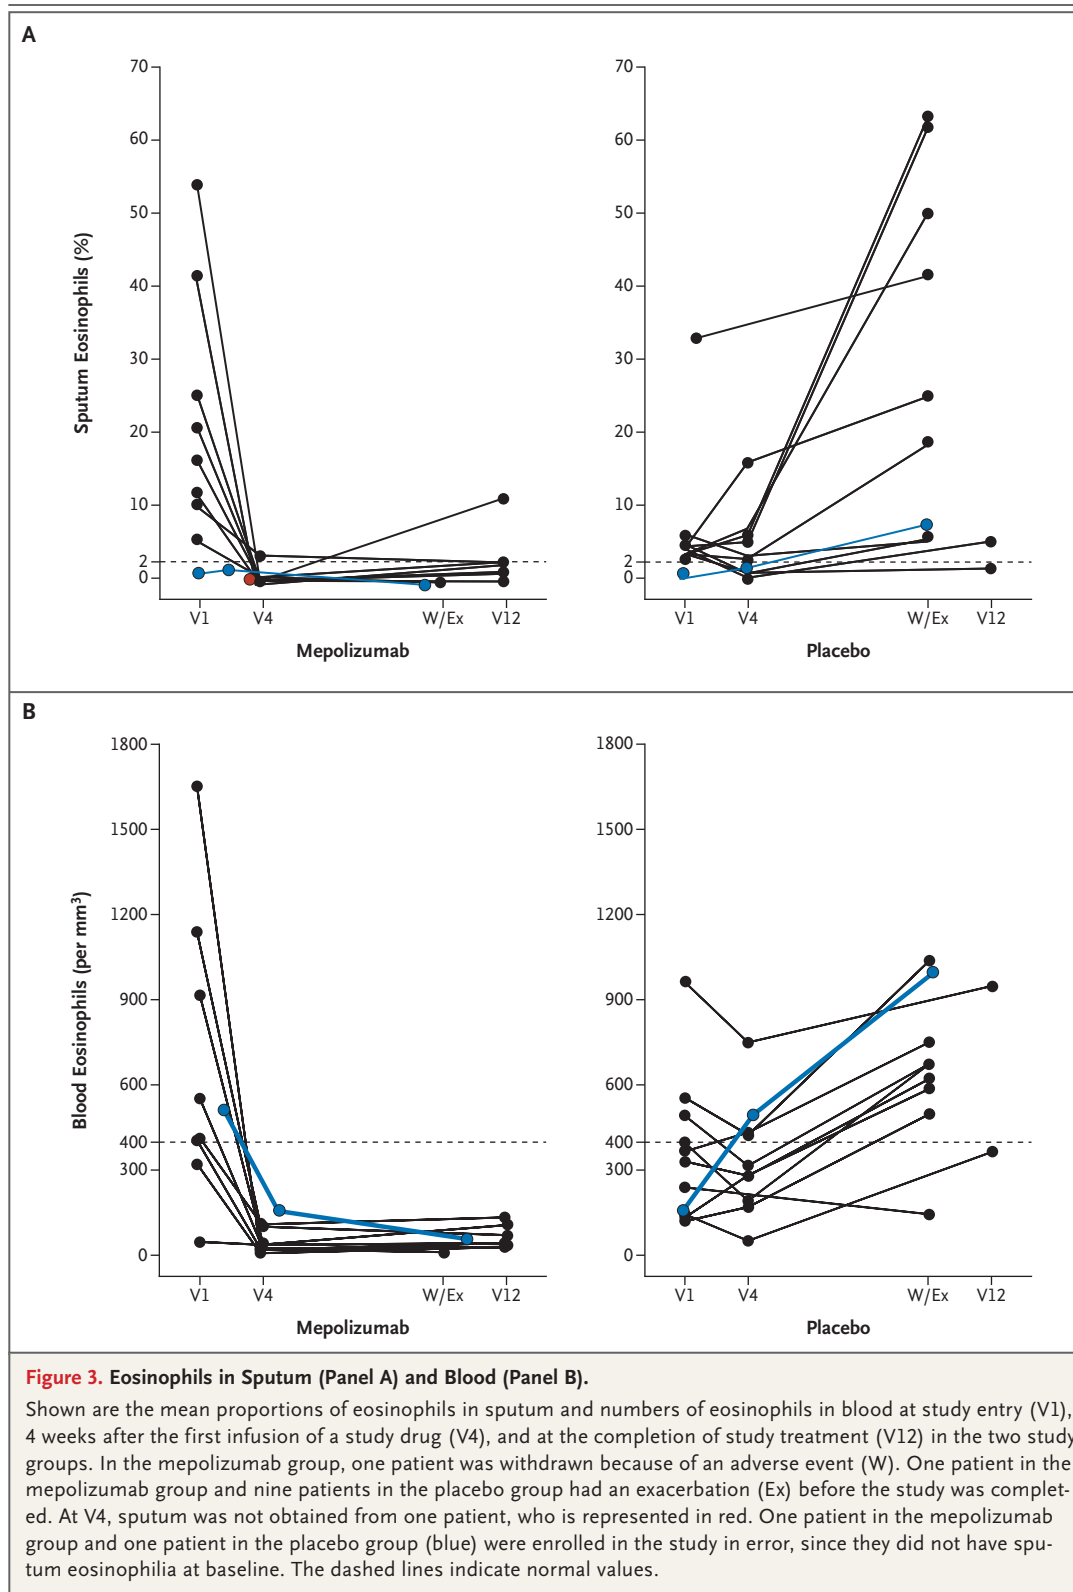 A
70
60
50
40
30
20
10
2
0
Sputum Eosinophils (%)
V1 V4 W/Ex V12
Mepolizumab
70
60
50
40
30
20
10
2
0
V1 V4 W/Ex V12
Placebo
B
1800
1500
1200
900
600
400
300
0
Blood Eosinophils (per mm³)
V1 V4 W/Ex V12
Mepolizumab
1800
1500
1200
900
600
400
300
0
V1 V4 W/Ex V12
Placebo
Figure 3. Eosinophils in Sputum (Panel A) and Blood (Panel B).
Shown are the mean proportions of eosinophils in sputum and numbers of eosinophils in blood at study entry (V1),
4 weeks after the first infusion of a study drug (V4), and at the completion of study treatment (V12) in the two study
groups. In the mepolizumab group, one patient was withdrawn because of an adverse event (W). One patient in the
mepolizumab group and nine patients in the placebo group had an exacerbation (Ex) before the study was complet-
ed. At V4, sputum was not obtained from one patient, who is represented in red. One patient in the mepolizumab
group and one patient in the placebo group (blue) were enrolled in the study in error, since they did not have spu-
tum eosinophilia at baseline. The dashed lines indicate normal values.